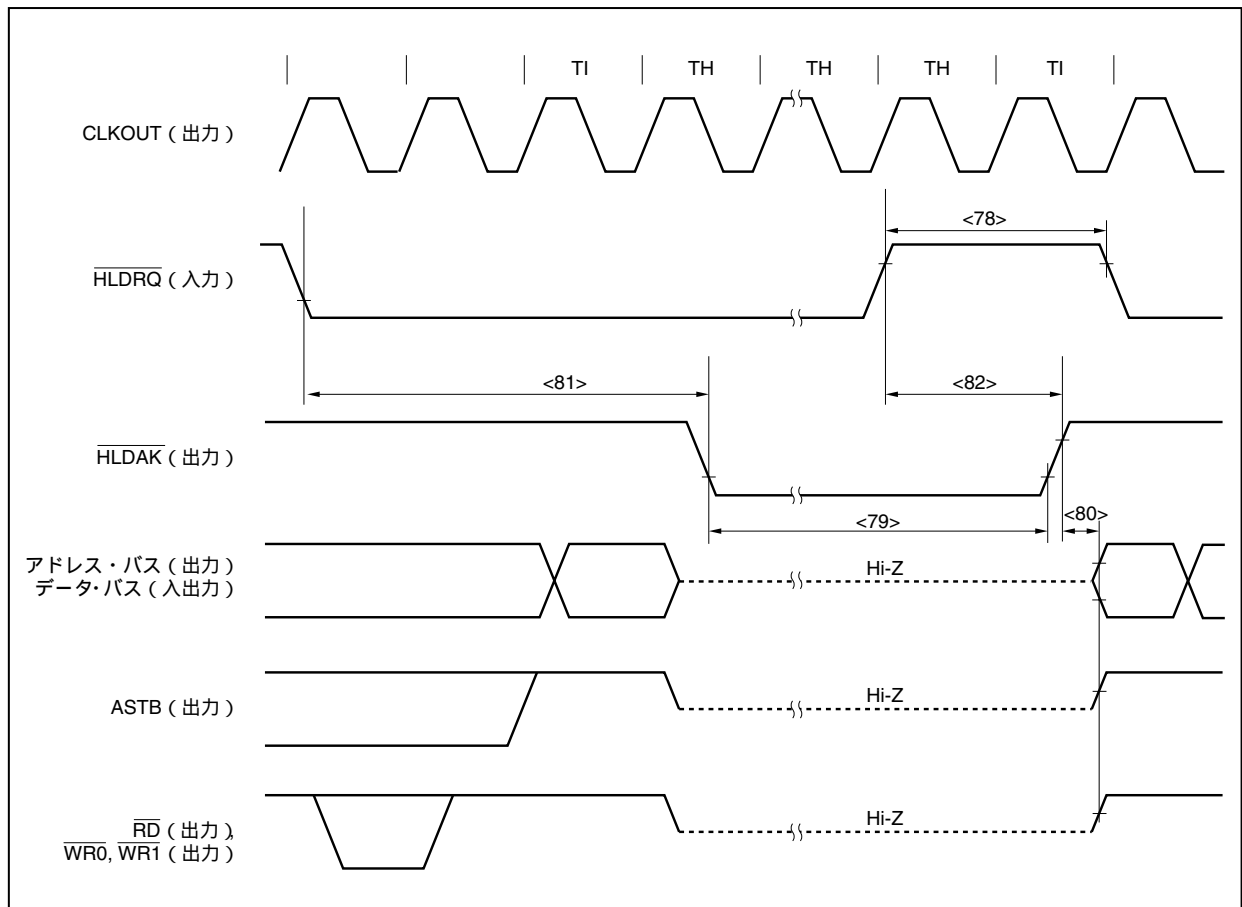 TI TH TH TH TI
CLKOUT（出力）
<78>
HLDRQ（入力）
<81> <82>
HLDAK（出力）
<79> <80>
アドレス・バス（出力）
データ・バス（入出力）
Hi-Z
ASTB（出力）
Hi-Z
RD（出力）,
WR0, WR1（出力）
Hi-Z